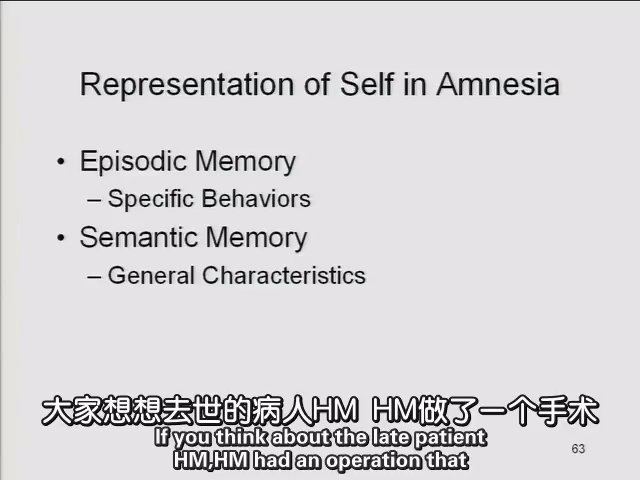 Representation of Self in Amnesia
• Episodic Memory
– Specific Behaviors
• Semantic Memory
– General Characteristics
大家想想去世的病人HM HM做了一个手术
If you think about the late patient
HM,HM had an operation that
63